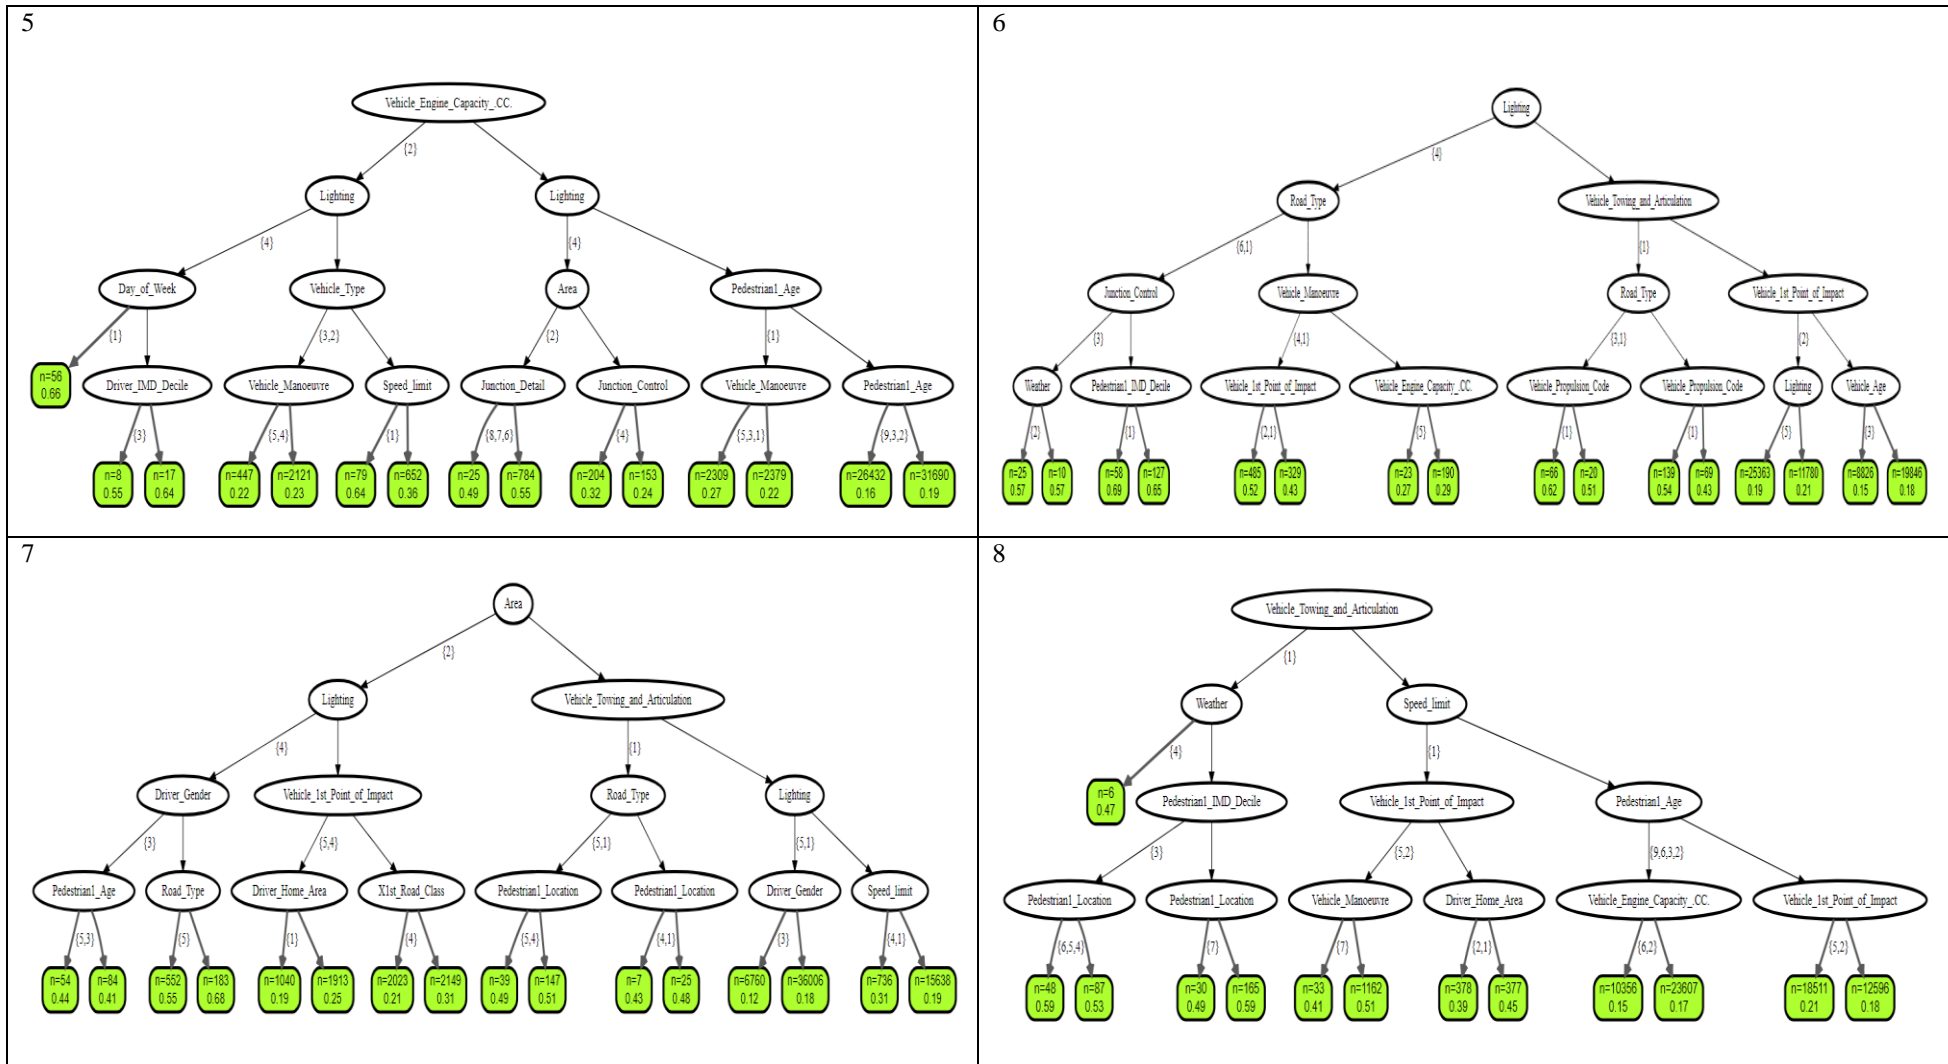 5
Vehicle_Engine_Capacity_.CC.
{2}
Lighting
Lighting
{4}
{4}
Day_of_Week
Vehicle_Type
Area
Pedestrian1_Age
{1}
{3,2}
{2}
{1}
n=56
0.66
Driver_IMD_Decile
Vehicle_Manoeuvre
Speed_limit
Junction_Detail
Junction_Control
Vehicle_Manoeuvre
Pedestrian1_Age
{3}
{5,4}
{1}
{8,7,6}
{4}
{5,3,1}
{9,3,2}
n=8
0.55
n=17
0.64
n=447
0.22
n=2121
0.23
n=79
0.64
n=652
0.36
n=25
0.49
n=784
0.55
n=204
0.32
n=153
0.24
n=2309
0.27
n=2379
0.22
n=26432
0.16
n=31690
0.19
6
Lighting
{4}
Road_Type
Vehicle_Towing_and_Articulation
{6,1}
{1}
Junction_Control
Vehicle_Manoeuvre
Road_Type
Vehicle_1st_Point_of_Impact
{3}
{4,1}
{3,1}
{2}
Weather
Pedestrian1_IMD_Decile
Vehicle_1st_Point_of_Impact
Vehicle_Engine_Capacity_.CC.
Vehicle_Propulsion_Code
Vehicle_Propulsion_Code
Lighting
Vehicle_Age
{2}
{1}
{2,1}
{5}
{1}
{1}
{5}
{3}
n=25
0.57
n=10
0.57
n=58
0.69
n=127
0.65
n=485
0.52
n=329
0.43
n=23
0.27
n=190
0.29
n=66
0.62
n=20
0.51
n=139
0.54
n=69
0.43
n=25363
0.19
n=11780
0.21
n=8826
0.15
n=19846
0.18
7
Area
{2}
Lighting
Vehicle_Towing_and_Articulation
{4}
{1}
Driver_Gender
Vehicle_1st_Point_of_Impact
Road_Type
Lighting
{3}
{5,4}
{5,1}
{5,1}
Pedestrian1_Age
Road_Type
Driver_Home_Area
X1st_Road_Class
Pedestrian1_Location
Pedestrian1_Location
Driver_Gender
Speed_limit
{5,3}
{5}
{1}
{4}
{5,4}
{4,1}
{3}
{4,1}
n=54
0.44
n=84
0.41
n=552
0.55
n=183
0.68
n=1040
0.19
n=1913
0.25
n=2023
0.21
n=2149
0.31
n=39
0.49
n=147
0.51
n=7
0.43
n=25
0.48
n=6760
0.12
n=36006
0.18
n=736
0.31
n=15638
0.19
8
Vehicle_Towing_and_Articulation
{1}
Weather
Speed_limit
{4}
{1}
n=6
0.47
Pedestrian1_IMD_Decile
Vehicle_1st_Point_of_Impact
Pedestrian1_Age
{3}
{5,2}
{9,6,3,2}
Pedestrian1_Location
Pedestrian1_Location
Vehicle_Manoeuvre
Driver_Home_Area
Vehicle_Engine_Capacity_.CC.
Vehicle_1st_Point_of_Impact
{6,5,4}
{7}
{7}
{2,1}
{6,2}
{5,2}
n=48
0.59
n=87
0.53
n=30
0.49
n=165
0.59
n=33
0.41
n=1162
0.51
n=378
0.39
n=377
0.45
n=10356
0.15
n=23607
0.17
n=18511
0.21
n=12596
0.18